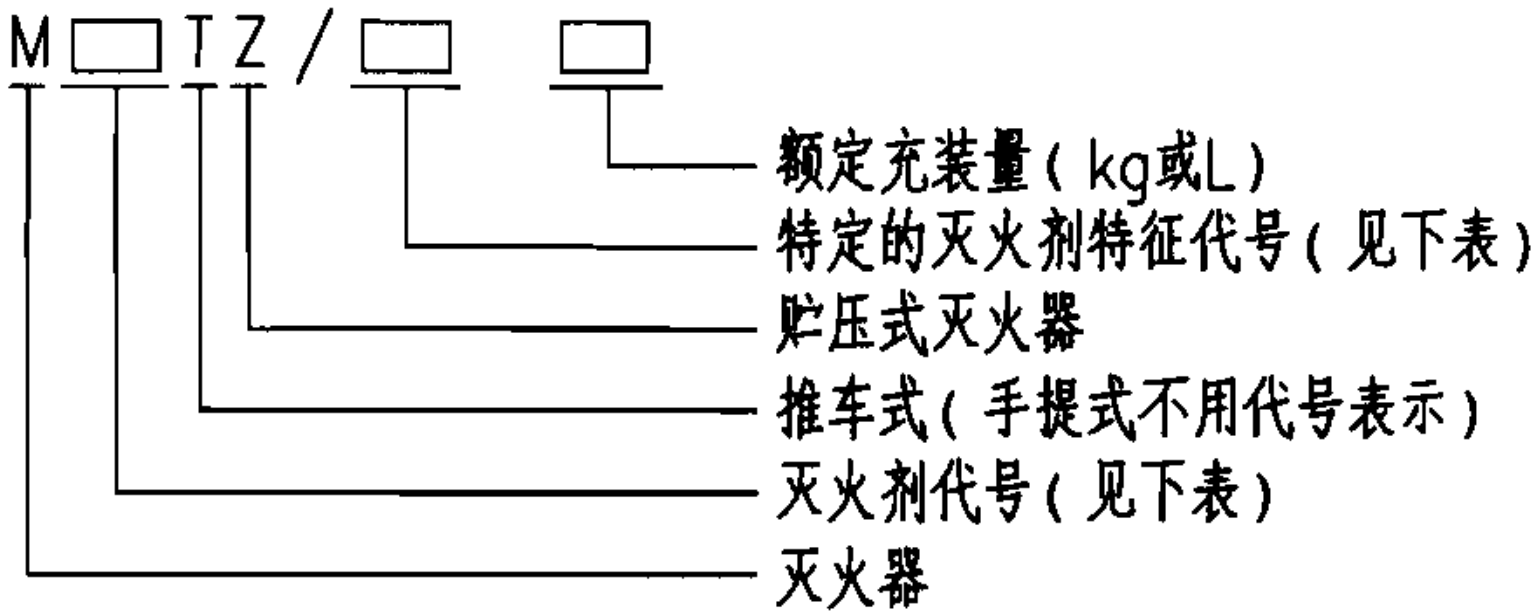 M□TZ/□ □
额定充装量(kg或L)
特定的灭火剂特征代号(见下表)
贮压式灭火器
推车式(手提式不用代号表示)
灭火剂代号(见下表)
灭火器